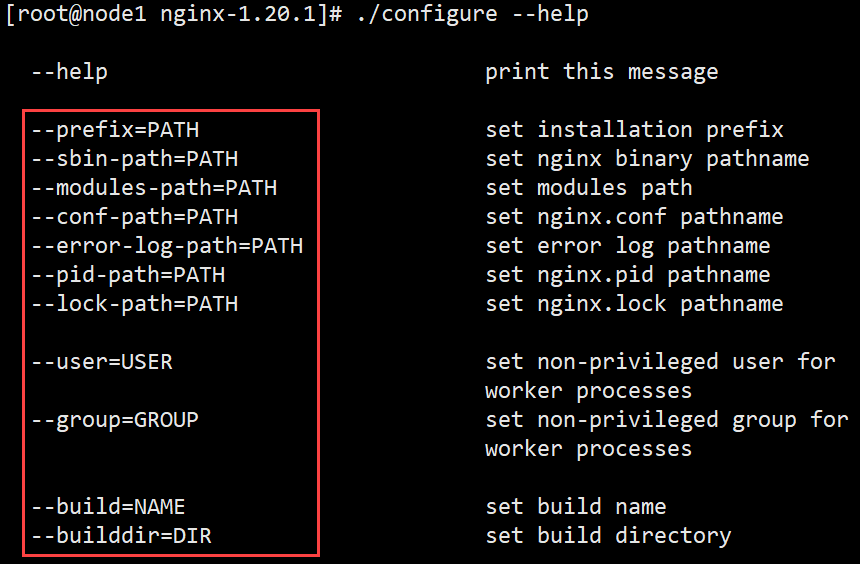 [root@node1 nginx-1.20.1]# ./configure --help
--help print this message
--prefix=PATH set installation prefix
--sbin-path=PATH set nginx binary pathname
--modules-path=PATH set modules path
--conf-path=PATH set nginx.conf pathname
--error-log-path=PATH set error log pathname
--pid-path=PATH set nginx.pid pathname
--lock-path=PATH set nginx.lock pathname
--user=USER set non-privileged user for
worker processes
--group=GROUP set non-privileged group for
worker processes
--build=NAME set build name
--builddir=DIR set build directory